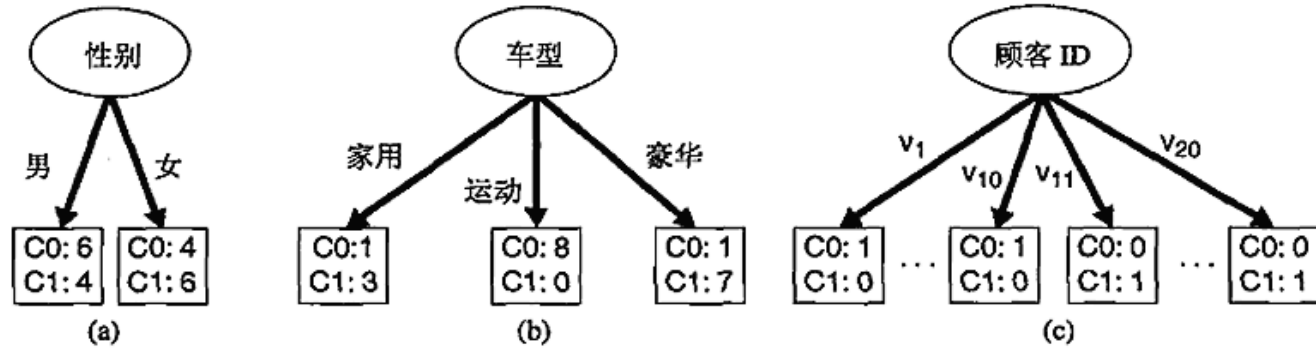 性别
男
女
C0: 6
C1: 4
C0: 4
C1: 6
(a)
车型
家用
运动
豪华
C0:1
C1: 3
C0: 8
C1: 0
C0: 1
C1: 7
(b)
顾客 ID
v1
v10
v11
v20
C0: 1
C1: 0
...
C0: 1
C1: 0
C0: 0
C1: 1
...
C0: 0
C1: 1
(c)